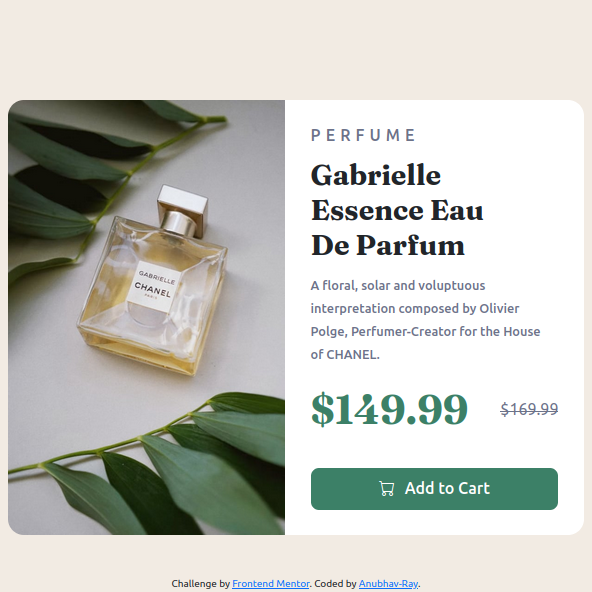 GABRIELLE
CHANEL
PARIS
PERFUME
Gabrielle
Essence Eau
De Parfum
A floral, solar and voluptuous
interpretation composed by Olivier
Polge, Perfumer-Creator for the House
of CHANEL.
$149.99 $169.99
Add to Cart
Challenge by Frontend Mentor. Coded by Anubhav-Ray.